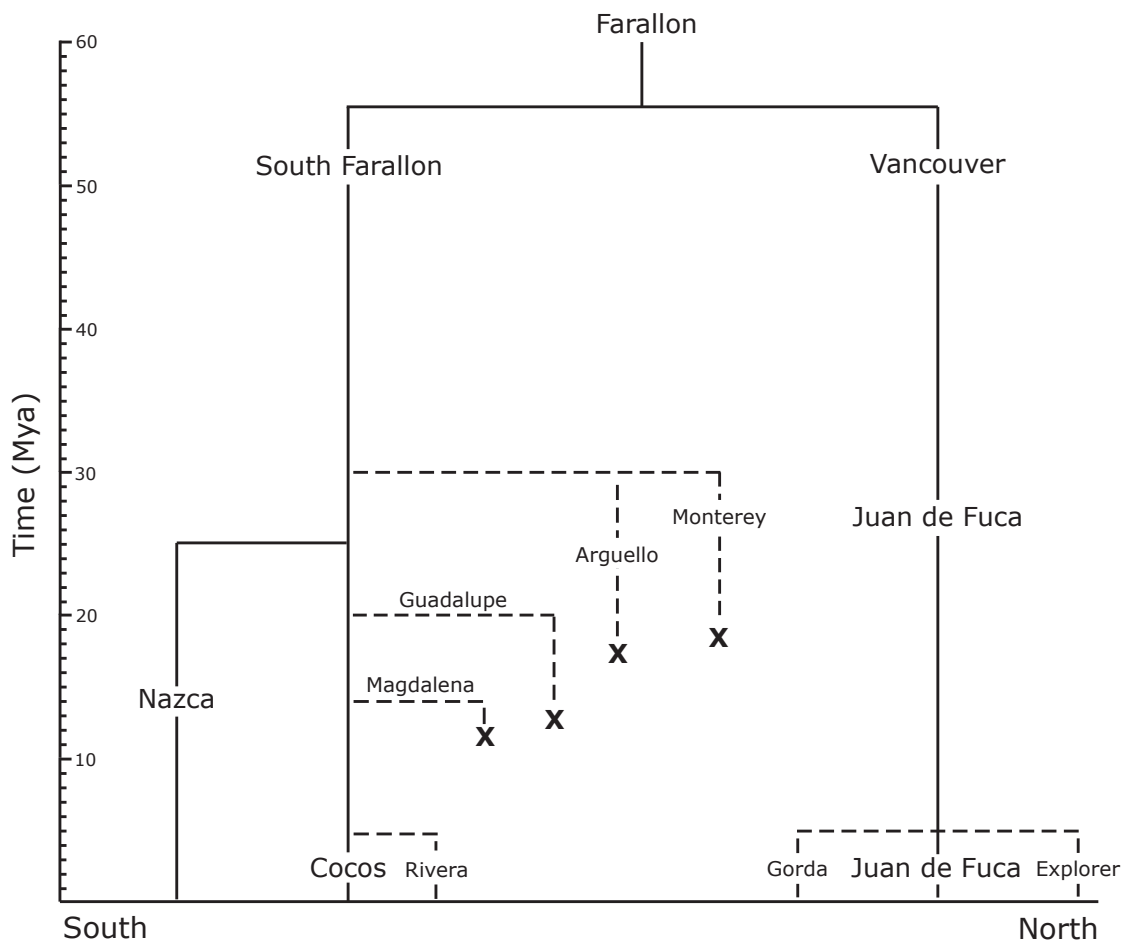 Farallon
60
South Farallon
Vancouver
50
40
Time (Mya)
30
Monterey
Juan de Fuca
Arguello
Guadalupe
20
X
X
Magdalena
Nazca
X
X
10
Cocos
Rivera
Gorda
Juan de Fuca
Explorer
South
North